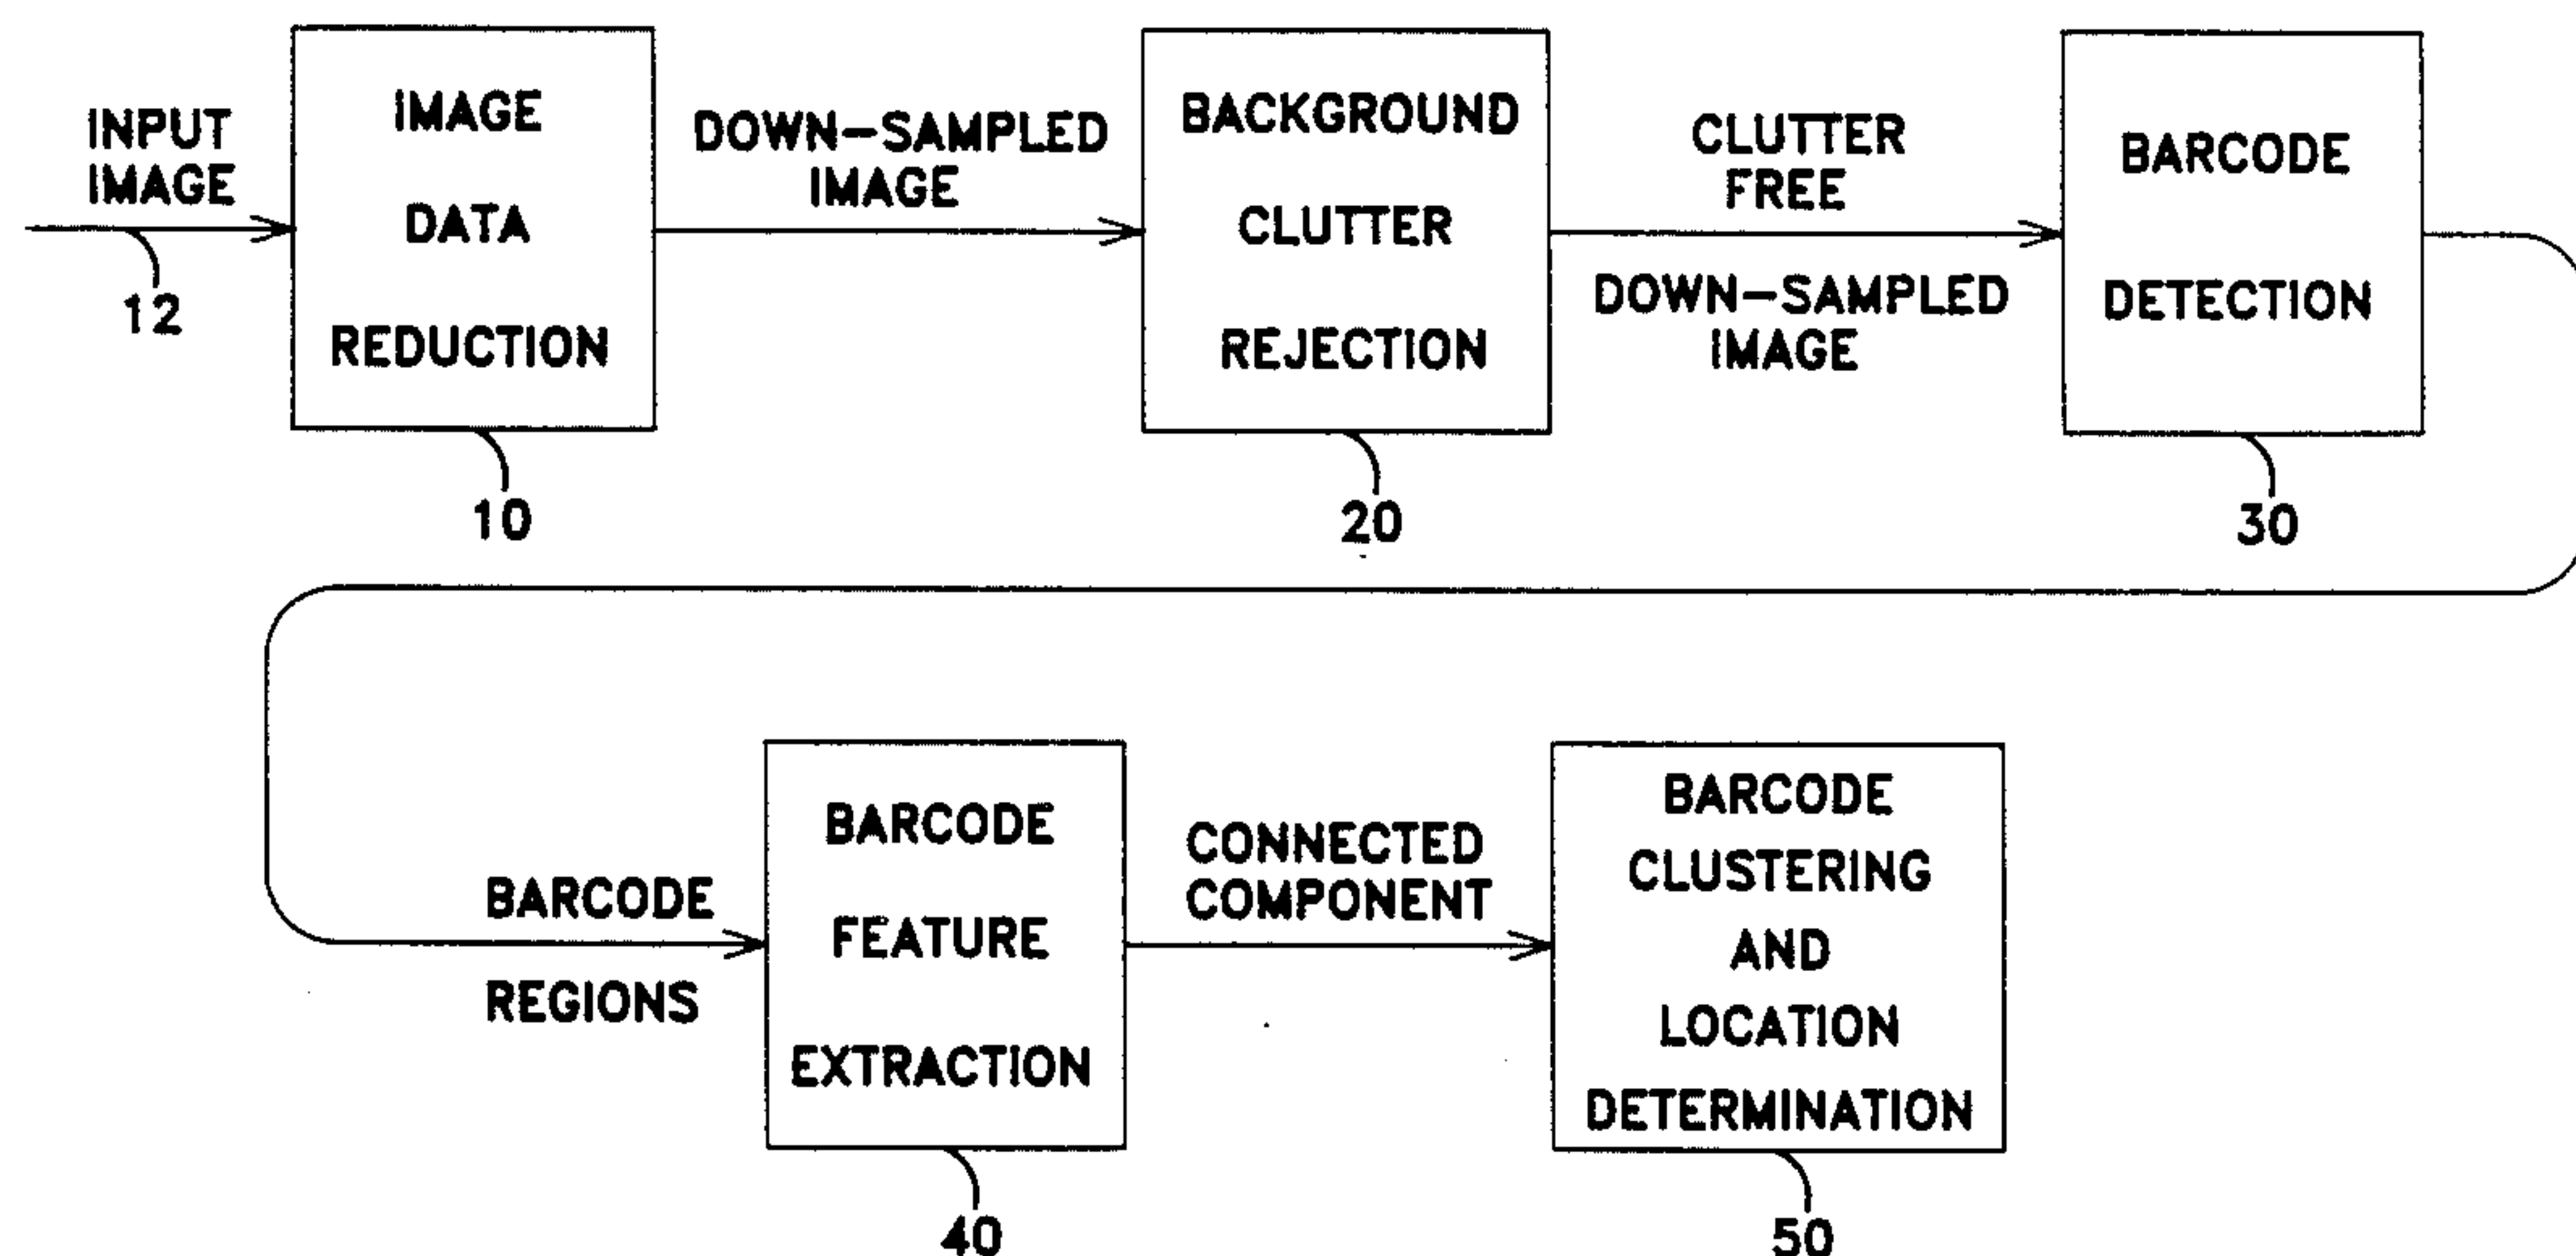 INPUT
IMAGE
12
IMAGE
DATA
REDUCTION
10
DOWN-SAMPLED
IMAGE
BACKGROUND
CLUTTER
REJECTION
20
CLUTTER
FREE
DOWN-SAMPLED
IMAGE
BARCODE
DETECTION
30
BARCODE
REGIONS
BARCODE
FEATURE
EXTRACTION
40
CONNECTED
COMPONENT
BARCODE
CLUSTERING
AND
LOCATION
DETERMINATION
50